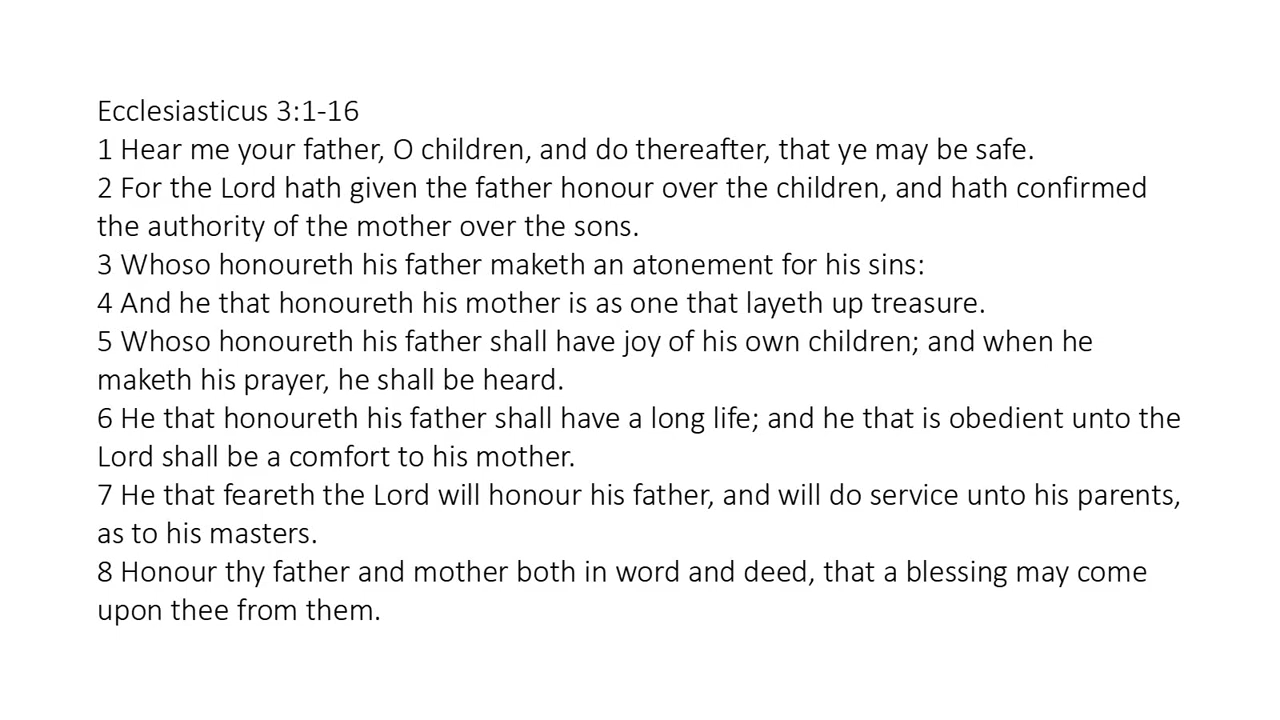 Ecclesiasticus 3:1-16
1 Hear me your father, O children, and do thereafter, that ye may be safe.
2 For the Lord hath given the father honour over the children, and hath confirmed
the authority of the mother over the sons.
3 Whoso honoureth his father maketh an atonement for his sins:
4 And he that honoureth his mother is as one that layeth up treasure.
5 Whoso honoureth his father shall have joy of his own children; and when he
maketh his prayer, he shall be heard.
6 He that honoureth his father shall have a long life; and he that is obedient unto the
Lord shall be a comfort to his mother.
7 He that feareth the Lord will honour his father, and will do service unto his parents,
as to his masters.
8 Honour thy father and mother both in word and deed, that a blessing may come
upon thee from them.